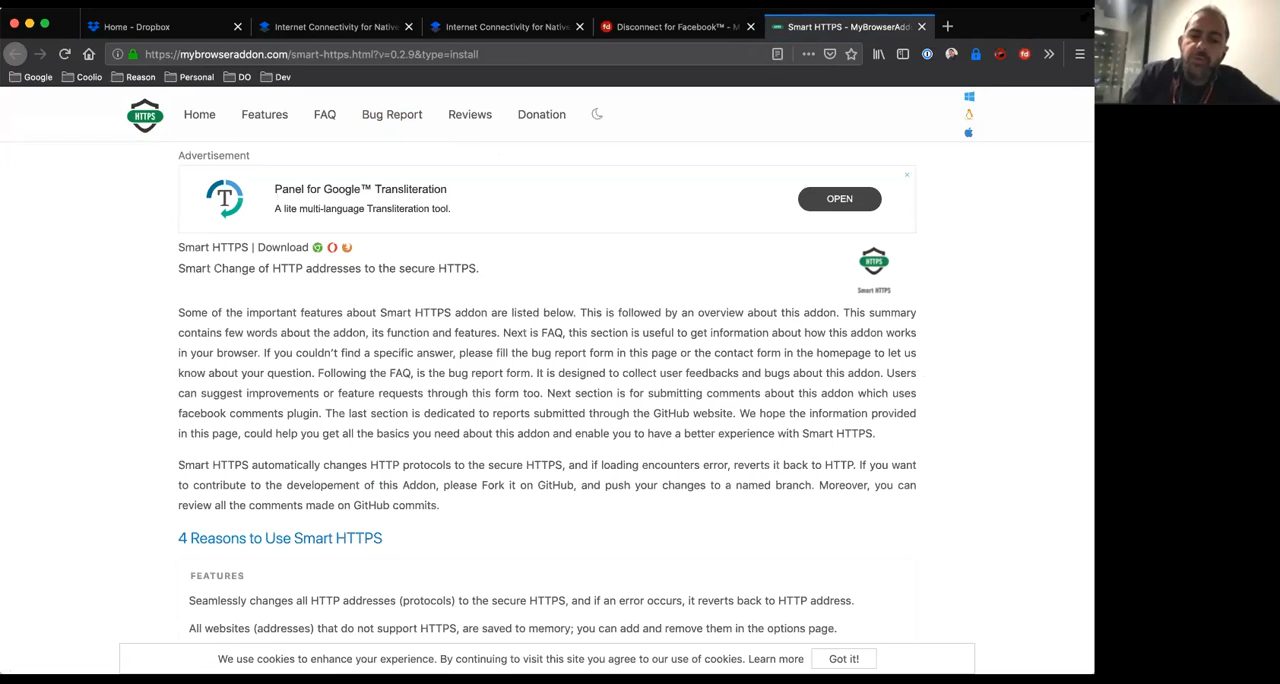 Home - Dropbox
Internet Connectivity for Native
Internet Connectivity for Native
Disconnect for Facebook™ - M
Smart HTTPS - MyBrowserAdd
https://mybrowseraddon.com/smart-https.html?v=0.2.9&type=install
Google Coolio Reason Personal DO Dev
HTTPS
Home Features FAQ Bug Report Reviews Donation
Advertisement
Panel for Google™ Transliteration
A lite multi-language Transliteration tool.
OPEN
Smart HTTPS | Download
Smart Change of HTTP addresses to the secure HTTPS.
HTTPS
Smart HTTPS
Some of the important features about Smart HTTPS addon are listed below. This is followed by an overview about this addon. This summary
contains few words about the addon, its function and features. Next is FAQ, this section is useful to get information about how this addon works
in your browser. If you couldn't find a specific answer, please fill the bug report form in this page or the contact form in the homepage to let us
know about your question. Following the FAQ, is the bug report form. It is designed to collect user feedbacks and bugs about this addon. Users
can suggest improvements or feature requests through this form too. Next section is for submitting comments about this addon which uses
facebook comments plugin. The last section is dedicated to reports submitted through the GitHub website. We hope the information provided
in this page, could help you get all the basics you need about this addon and enable you to have a better experience with Smart HTTPS.
Smart HTTPS automatically changes HTTP protocols to the secure HTTPS, and if loading encounters error, reverts it back to HTTP. If you want
to contribute to the developement of this Addon, please Fork it on GitHub, and push your changes to a named branch. Moreover, you can
review all the comments made on GitHub commits.
4 Reasons to Use Smart HTTPS
FEATURES
Seamlessly changes all HTTP addresses (protocols) to the secure HTTPS, and if an error occurs, it reverts back to HTTP address.
All websites (addresses) that do not support HTTPS, are saved to memory; you can add and remove them in the options page.
We use cookies to enhance your experience. By continuing to visit this site you agree to our use of cookies. Learn more
Got it!